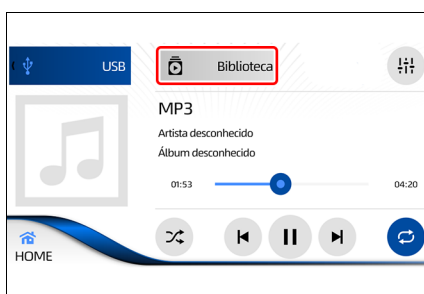 USB
Biblioteca
MP3
Artista desconhecido
Álbum desconhecido
01:53
04:20
HOME